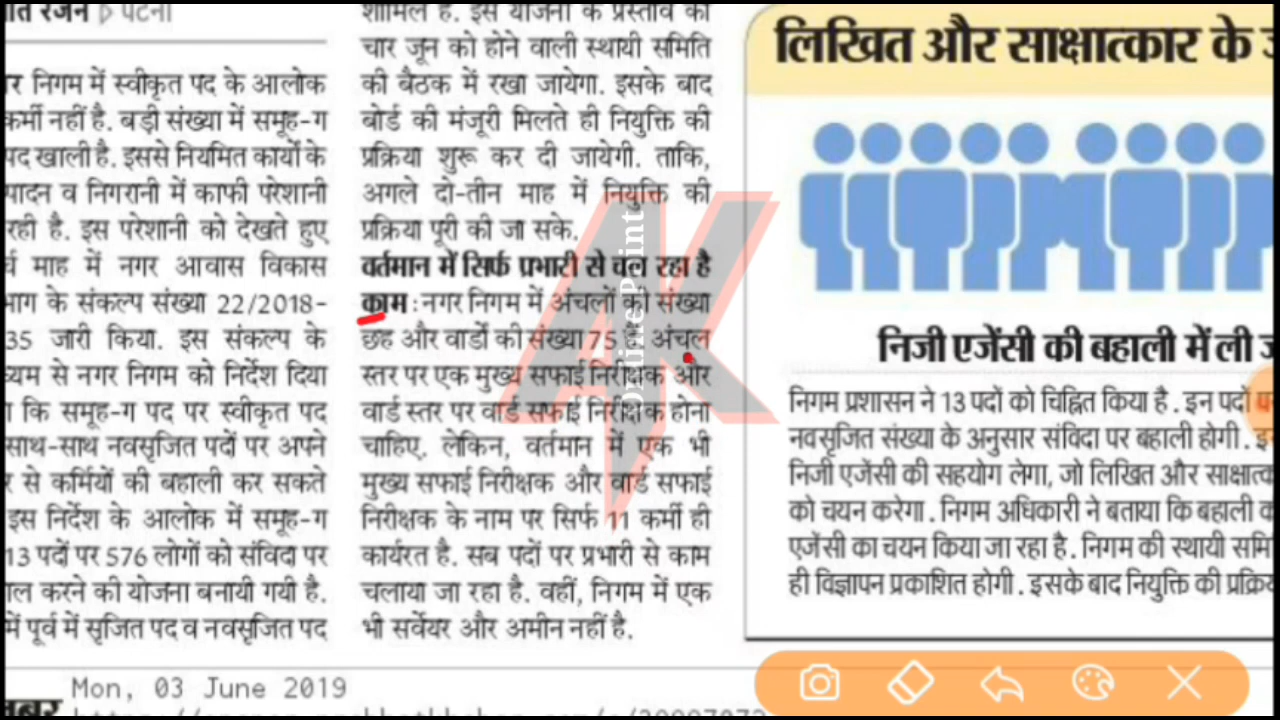 रंजन ▷ पटना
निगम में स्वीकृत पद के आलोक
कर्मी नहीं है. बड़ी संख्या में समूह-ग
पद खाली है. इससे नियमित कार्यों के
पादन व निगरानी में काफी परेशानी
रही है. इस परेशानी को देखते हुए
माह में नगर आवास विकास
के संकल्प संख्या 22/2018-
35 जारी किया. इस संकल्प के
से नगर निगम को निर्देश दिया
कि समूह-ग पद पर स्वीकृत पद
साथ-साथ नवसृजित पदों पर अपने
से कर्मियों की बहाली कर सकते
इस निर्देश के आलोक में समूह-ग
13 पदों पर 576 लोगों को संविदा पर
करने की योजना बनायी गयी है.
में पूर्व में सृजित पद व नवसृजित पद
शामिल है. इस योजना के प्रस्ताव को
चार जून को होने वाली स्थायी समिति
की बैठक में रखा जायेगा. इसके बाद
बोर्ड की मंजूरी मिलते ही नियुक्ति की
प्रक्रिया शुरू कर दी जायेगी. ताकि,
अगले दो-तीन माह में नियुक्ति की
प्रक्रिया पूरी की जा सके.
वर्तमान में सिर्फ प्रभारी से चल रहा है
काम : नगर निगम में अंचलों की संख्या
छह और वार्डों की संख्या 75 है. अंचल
स्तर पर एक मुख्य सफाई निरीक्षक और
वार्ड स्तर पर वार्ड सफाई निरीक्षक होना
चाहिए. लेकिन, वर्तमान में एक भी
मुख्य सफाई निरीक्षक और वार्ड सफाई
निरीक्षक के नाम पर सिर्फ 11 कर्मी ही
कार्यरत है. सब पदों पर प्रभारी से काम
चलाया जा रहा है. वहीं, निगम में एक
भी सर्वेयर और अमीन नहीं है.
लिखित और साक्षात्कार के
निजी एजेंसी की बहाली में ली
निगम प्रशासन ने 13 पदों को चिह्नित किया है. इन पदों
नवसृजित संख्या के अनुसार संविदा पर बहाली होगी.
निजी एजेंसी की सहयोग लेगा, जो लिखित और
को चयन करेगा. निगम अधिकारी ने बताया कि बहाली
एजेंसी का चयन किया जा रहा है. निगम की स्थायी
ही विज्ञापन प्रकाशित होगी. इसके बाद नियुक्ति की
AK
Online Point
Mon, 03 June 2019